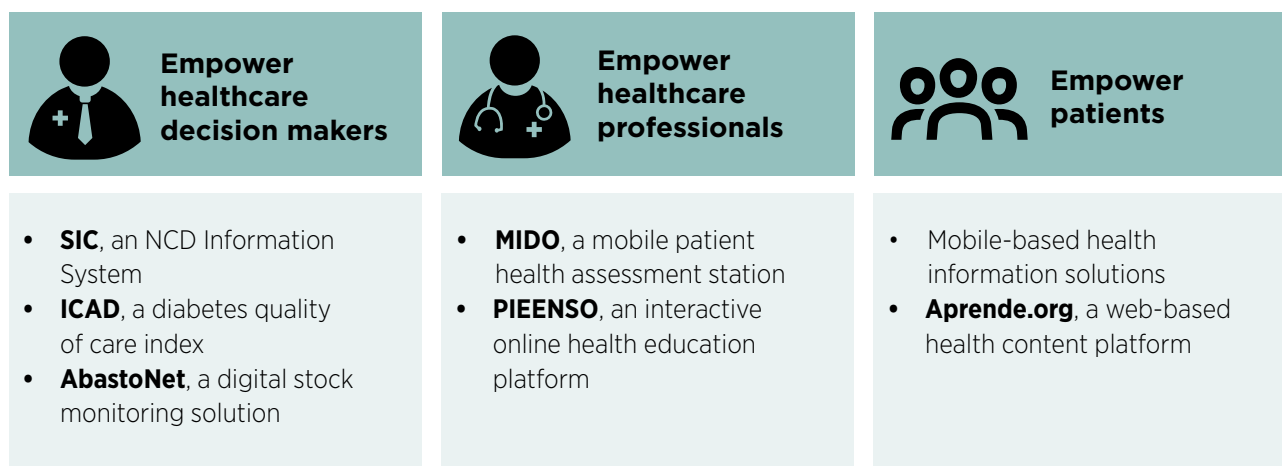 Empower
healthcare
decision makers
• SIC, an NCD Information
System
• ICAD, a diabetes quality
of care index
• AbastoNet, a digital stock
monitoring solution
Empower
healthcare
professionals
• MIDO, a mobile patient
health assessment station
• PIEENSO, an interactive
online health education
platform
Empower
patients
• Mobile-based health
information solutions
• Aprende.org, a web-based
health content platform